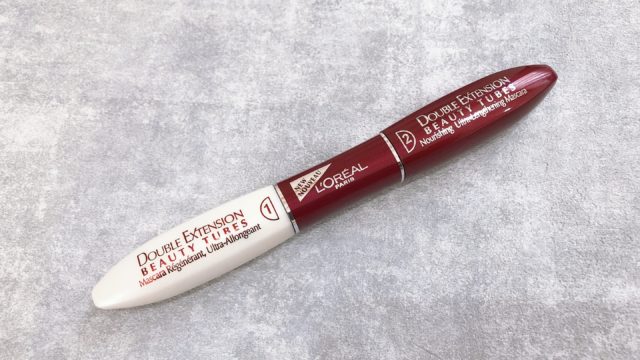 1
DOUBLE EXTENSION
BEAUTY TUBES
Mascara Régénérant, Ultra-Allongeant
NEW
NOUVEAU
L'ORÉAL
PARIS
2
DOUBLE EXTENSION
BEAUTY TUBES
Nourishing Ultra-Lengthening Mascara